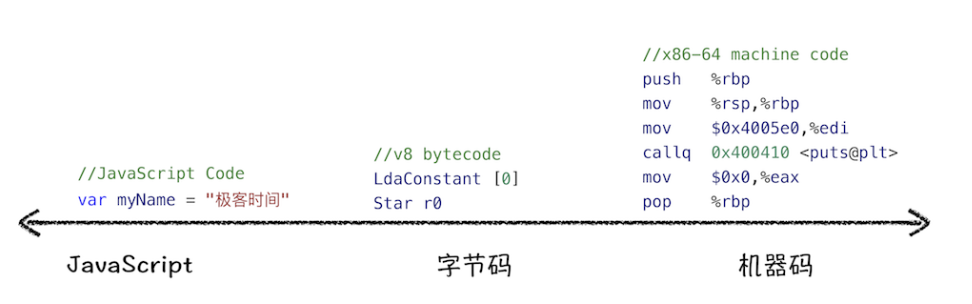 //JavaScript Code
var myName = "极客时间"
JavaScript
//v8 bytecode
LdaConstant [0]
Star r0
字节码
//x86-64 machine code
push %rbp
mov %rsp,%rbp
mov $0x4005e0,%edi
callq 0x400410 <puts@plt>
mov $0x0,%eax
pop %rbp
机器码